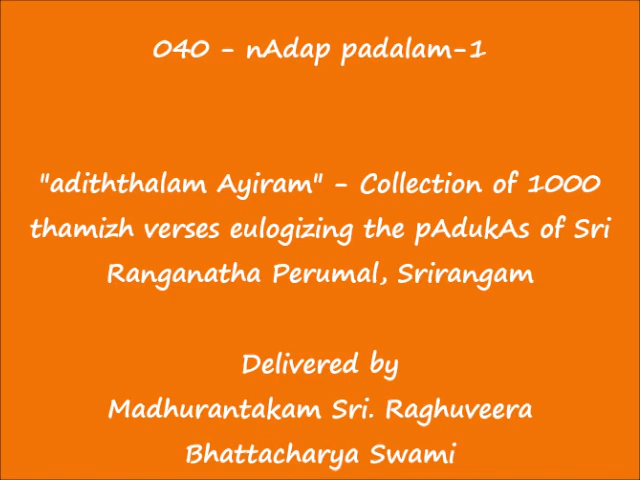 040 - nAdap padalam-1
"adiththalam Ayiram" - Collection of 1000
thamizh verses eulogizing the pAdukAs of Sri
Ranganatha Perumal, Srirangam
Delivered by
Madhurantakam Sri. Raghuveera
Bhattacharya Swami